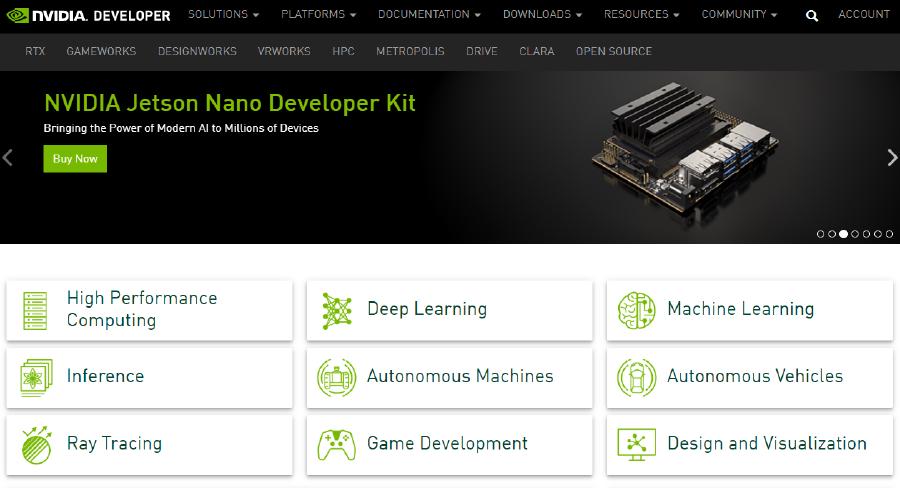 NVIDIA. DEVELOPER SOLUTIONS PLATFORMS DOCUMENTATION DOWNLOADS RESOURCES COMMUNITY ACCOUNT
RTX GAMEWORKS DESIGNWORKS VRWORKS HPC METROPOLIS DRIVE CLARA OPEN SOURCE
NVIDIA Jetson Nano Developer Kit
Bringing the Power of Modern AI to Millions of Devices
Buy Now
High Performance
Computing
Deep Learning
Machine Learning
Inference
Autonomous Machines
Autonomous Vehicles
Ray Tracing
Game Development
Design and Visualization